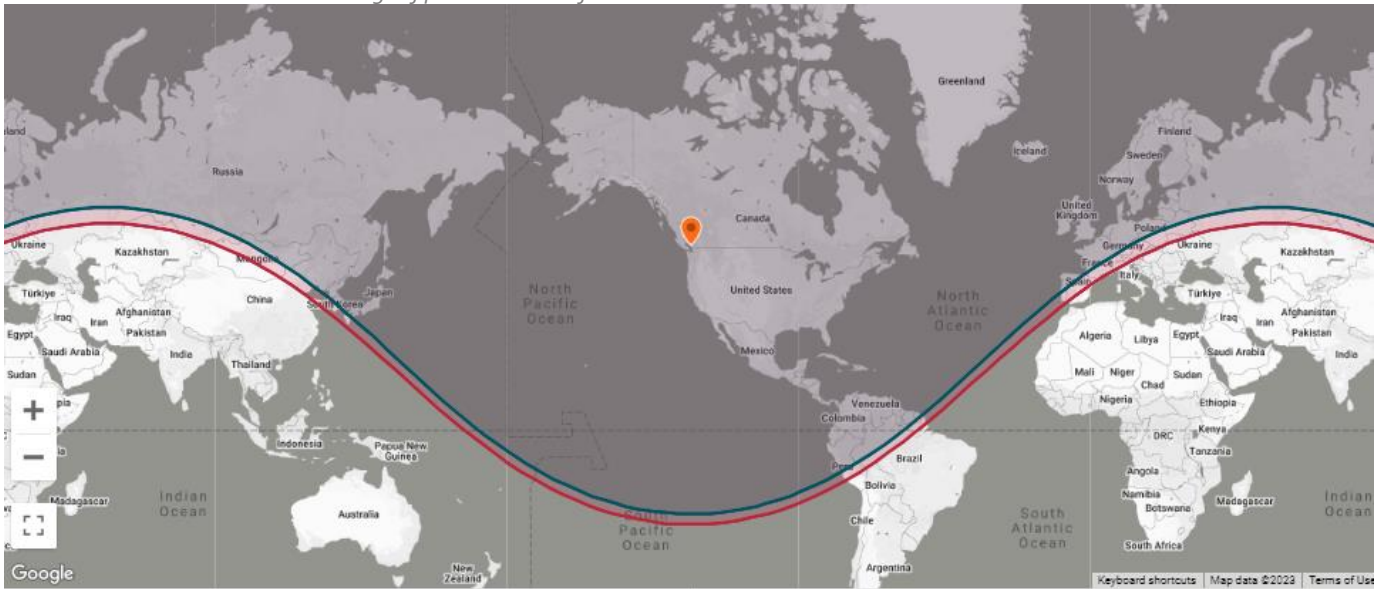 Greenland
Finland
Iceland
Sweden
Russia
Norway
Canada
United
Kingdom
Poland
Germany
Ukraine
Ukraine
France
Kazakhstan
Kazakhstan
Mongolia
Italy
Spain
Türkiye
Türkiye
North
Pacific
Ocean
United States
North
Atlantic
Ocean
China
South Korea
Japan
Iraq
Iran
Afghanistan
Pakistan
Iraq
Iran
Afghanistan
Pakistan
Egypt
Algeria
Libya
Egypt
Saudi Arabia
India
Saudi Arabia
India
Mexico
Sudan
Thailand
Mali
Niger
Chad
Sudan
Nigeria
Ethiopia
Venezuela
Colombia
Indonesia
Papua New
Guinea
DRC
Kenya
Tanzania
Peru
Brazil
Bolivia
Angola
Namibia
Botswana
Madagascar
Madagascar
Indian
Ocean
Indian
Ocean
Australia
South
Pacific
Ocean
Chile
South
Atlantic
Ocean
South Africa
New
Zealand
Argentina
Google
Keyboard shortcuts
Map data ©2023
Terms of Use